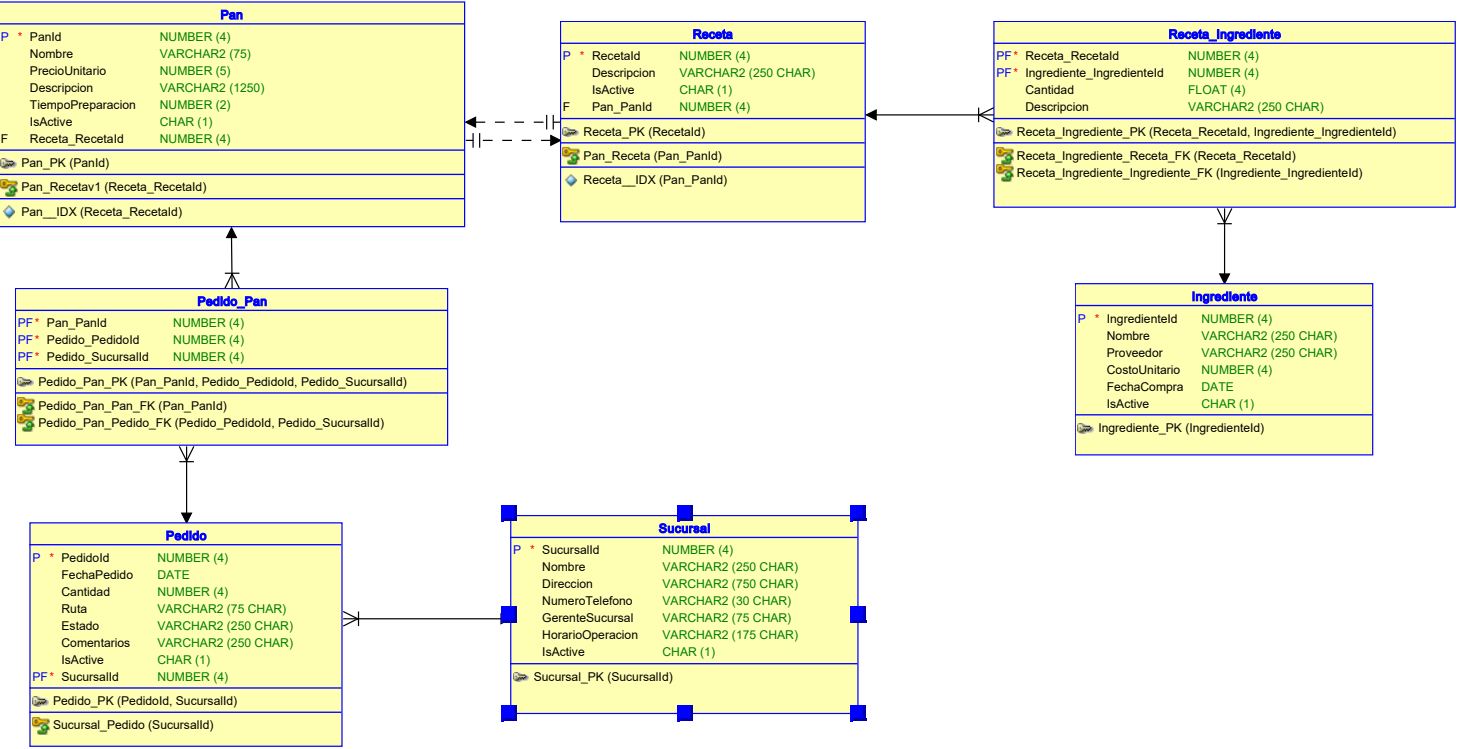 Pan
P * PanId NUMBER (4)
Nombre VARCHAR2 (75)
PrecioUnitario NUMBER (5)
Descripcion VARCHAR2 (1250)
TiempoPreparacion NUMBER (2)
IsActive CHAR (1)
F Receta_RecetaId NUMBER (4)
Pan_PK (PanId)
Pan_Recetav1 (Receta_RecetaId)
Pan__IDX (Receta_RecetaId)
Receta
P * RecetaId NUMBER (4)
Descripcion VARCHAR2 (250 CHAR)
IsActive CHAR (1)
F Pan_PanId NUMBER (4)
Receta_PK (RecetaId)
Pan_Receta (Pan_PanId)
Receta__IDX (Pan_PanId)
Receta_Ingrediente
PF* Receta_RecetaId NUMBER (4)
PF* Ingrediente_IngredienteId NUMBER (4)
Cantidad FLOAT (4)
Descripcion VARCHAR2 (250 CHAR)
Receta_Ingrediente_PK (Receta_RecetaId, Ingrediente_IngredienteId)
Receta_Ingrediente_Receta_FK (Receta_RecetaId)
Receta_Ingrediente_Ingrediente_FK (Ingrediente_IngredienteId)
Pedido_Pan
PF* Pan_PanId NUMBER (4)
PF* Pedido_PedidoId NUMBER (4)
PF* Pedido_SucursalId NUMBER (4)
Pedido_Pan_PK (Pan_PanId, Pedido_PedidoId, Pedido_SucursalId)
Pedido_Pan_Pan_FK (Pan_PanId)
Pedido_Pan_Pedido_FK (Pedido_PedidoId, Pedido_SucursalId)
Ingrediente
P * IngredienteId NUMBER (4)
Nombre VARCHAR2 (250 CHAR)
Proveedor VARCHAR2 (250 CHAR)
CostoUnitario NUMBER (4)
FechaCompra DATE
IsActive CHAR (1)
Ingrediente_PK (IngredienteId)
Pedido
P * PedidoId NUMBER (4)
FechaPedido DATE
Cantidad NUMBER (4)
Ruta VARCHAR2 (75 CHAR)
Estado VARCHAR2 (250 CHAR)
Comentarios VARCHAR2 (250 CHAR)
IsActive CHAR (1)
PF* SucursalId NUMBER (4)
Pedido_PK (PedidoId, SucursalId)
Sucursal_Pedido (SucursalId)
Sucursal
P * SucursalId NUMBER (4)
Nombre VARCHAR2 (250 CHAR)
Direccion VARCHAR2 (750 CHAR)
NumeroTelefono VARCHAR2 (30 CHAR)
GerenteSucursal VARCHAR2 (75 CHAR)
HorarioOperacion VARCHAR2 (175 CHAR)
IsActive CHAR (1)
Sucursal_PK (SucursalId)